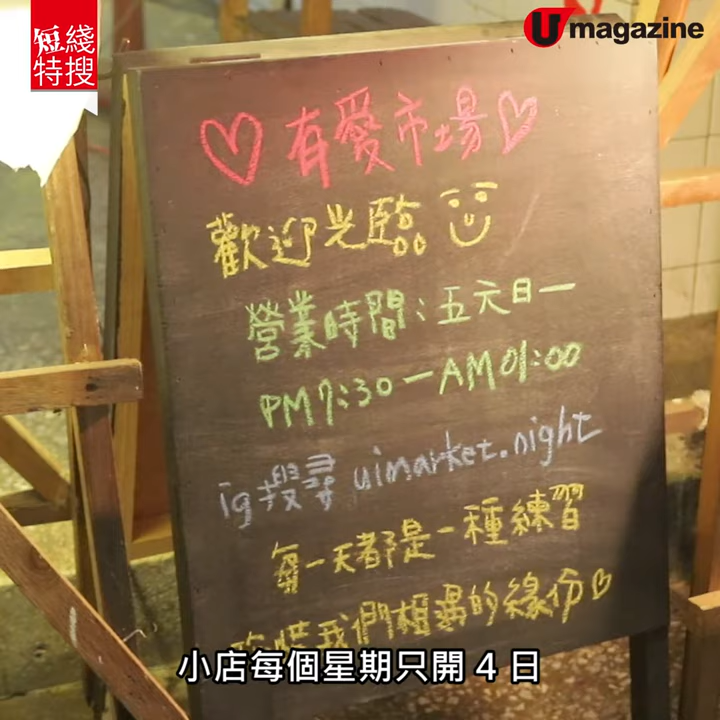 短綫
特搜
U magazine
有愛市場
歡迎光臨
營業時間：五六日一
PM7:30－AM01:00
ig搜尋 uimarket.night
每一天都是一種練習
珍惜我們相遇的緣份
小店每個星期只開 4 日